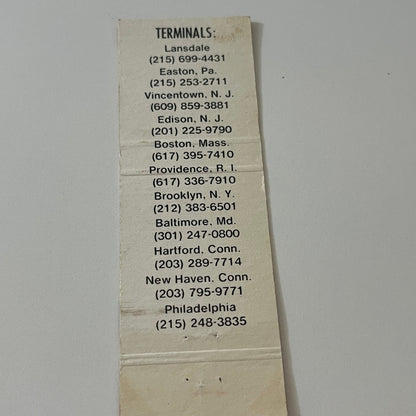 TERMINALS:
Lansdale
(215) 699-4431
Easton, Pa.
(215) 253-2711
Vincentown, N. J.
(609) 859-3881
Edison, N. J.
(201) 225-9790
Boston, Mass.
(617) 395-7410
Providence, R. I.
(617) 336-7910
Brooklyn, N. Y.
(212) 383-6501
Baltimore, Md.
(301) 247-0800
Hartford, Conn.
(203) 289-7714
New Haven, Conn.
(203) 795-9771
Philadelphia
(215) 248-3835